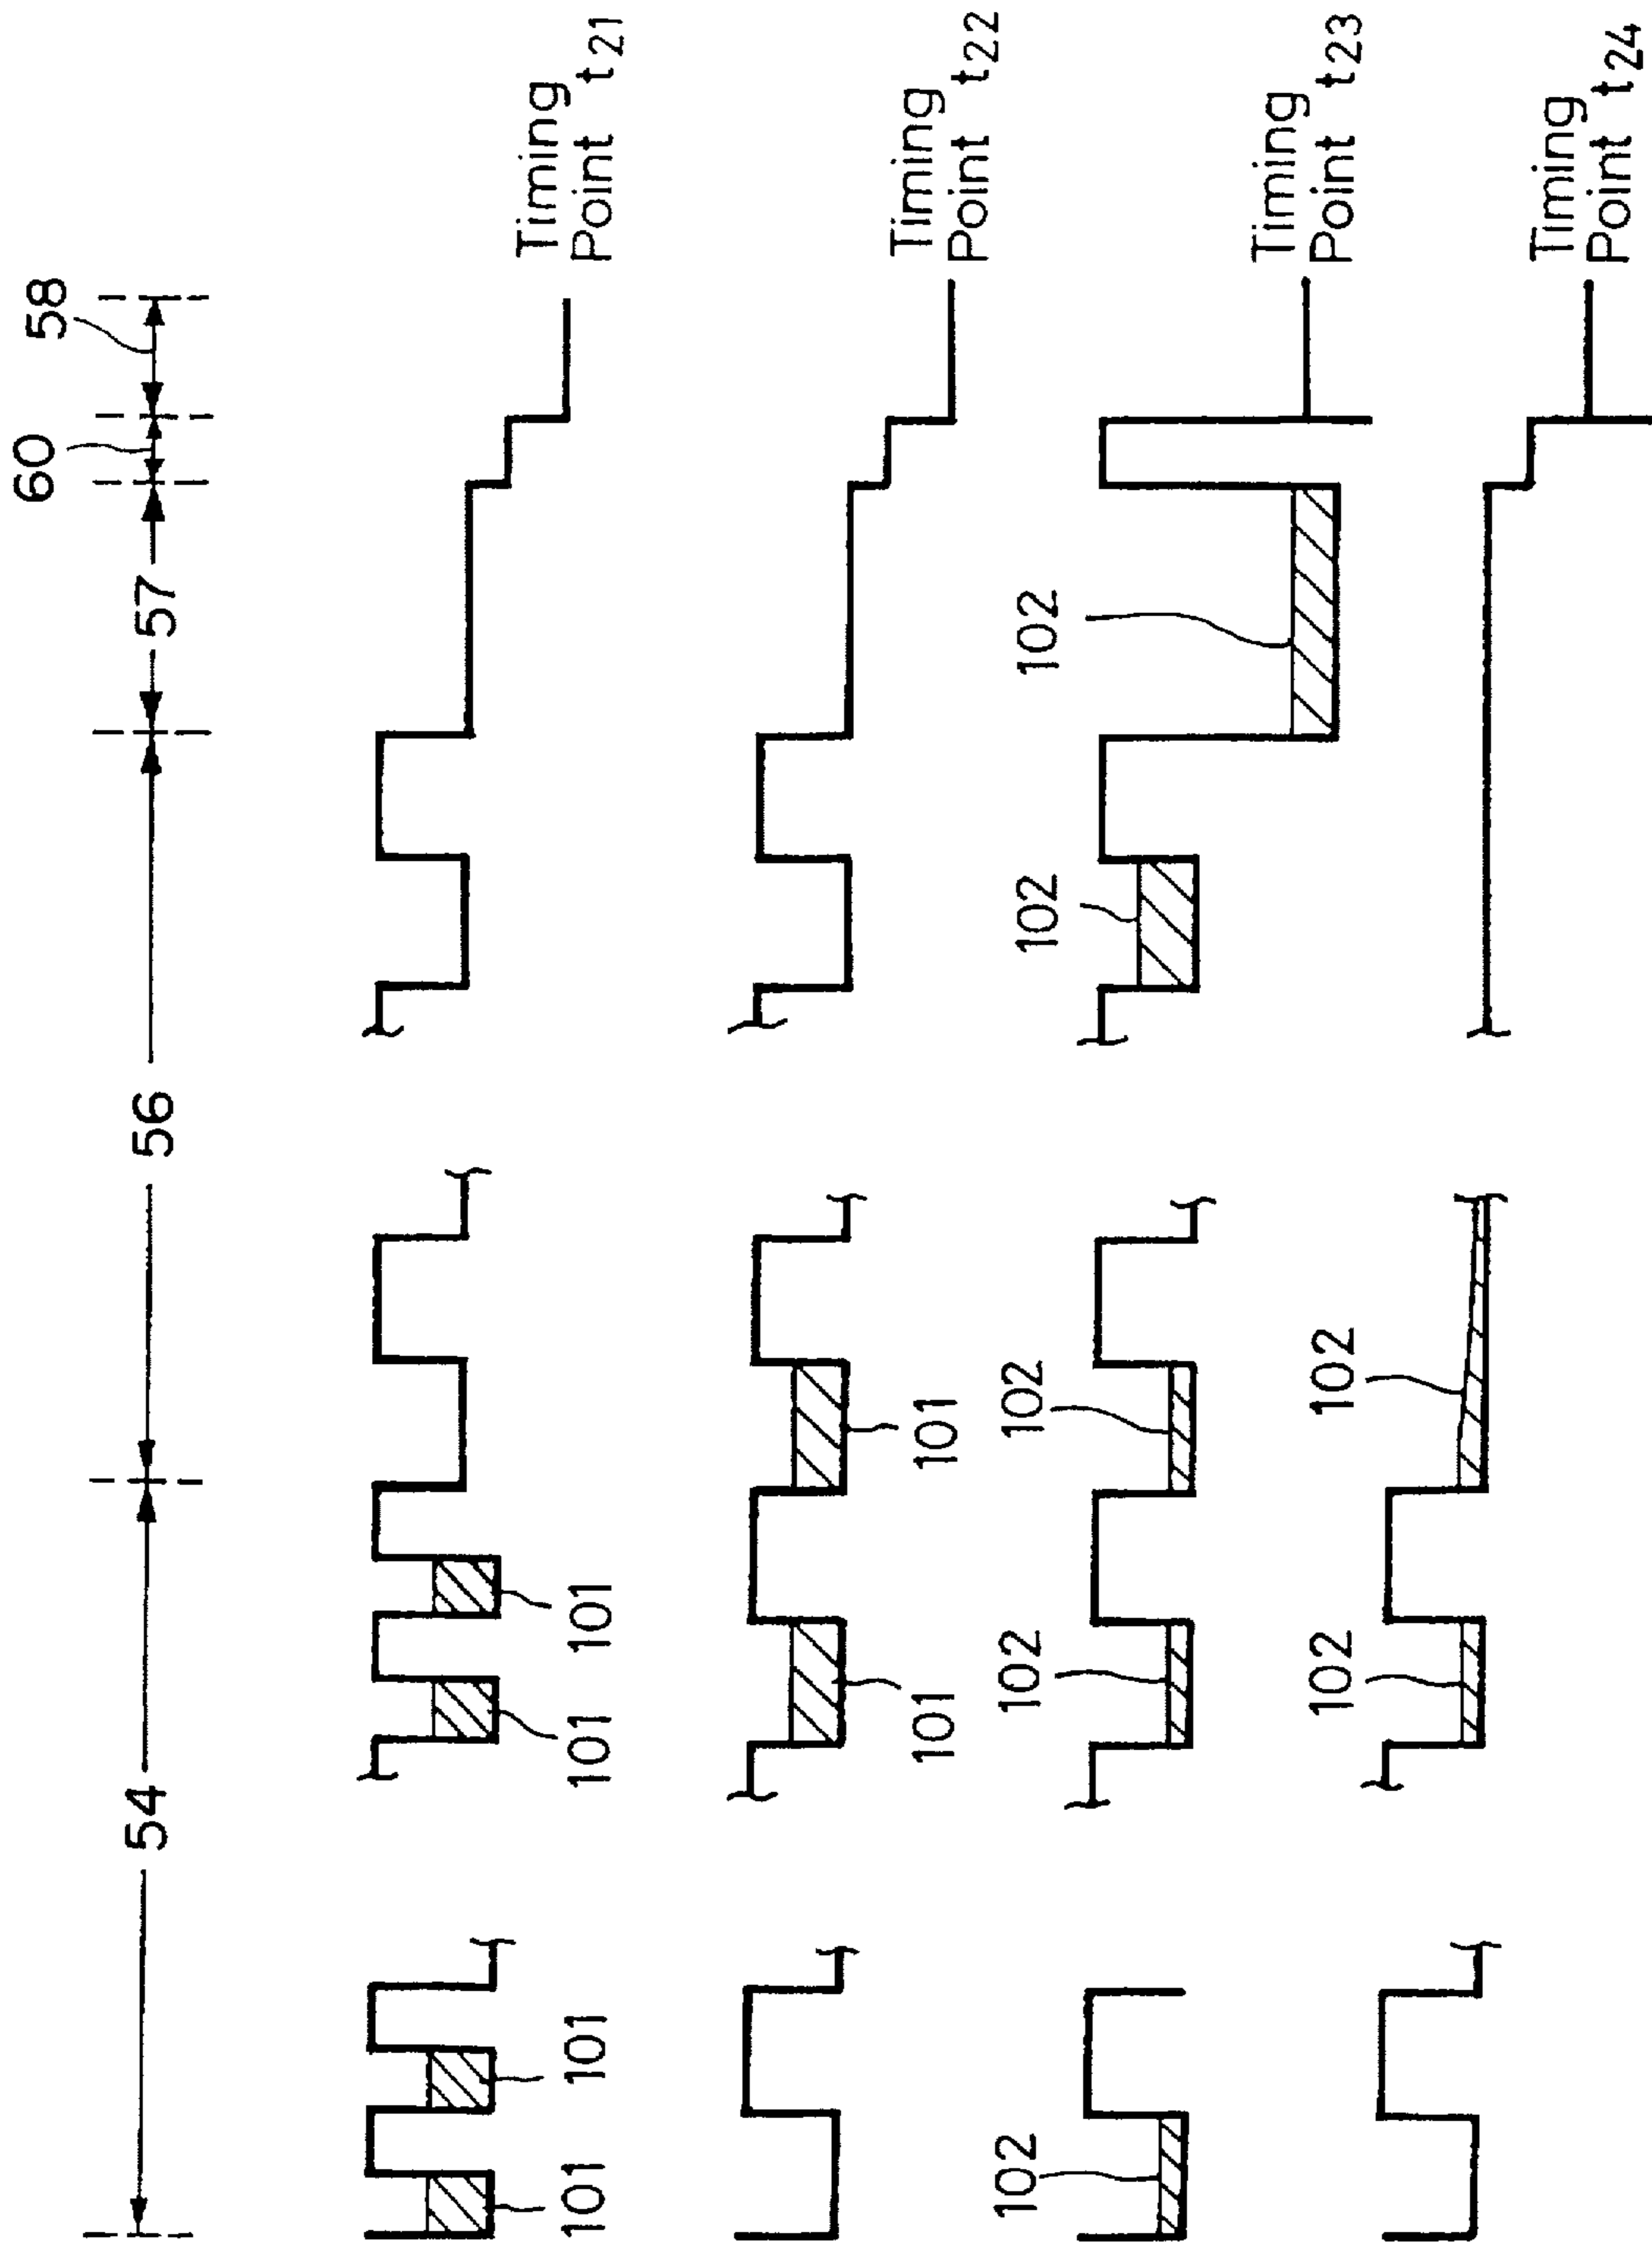 60 58
54 56 57
Timing
Point t21
101 101 101 101
Timing
Point t22
101 101
102 102 102 102 102
Timing
Point t23
102 102
Timing
Point t24